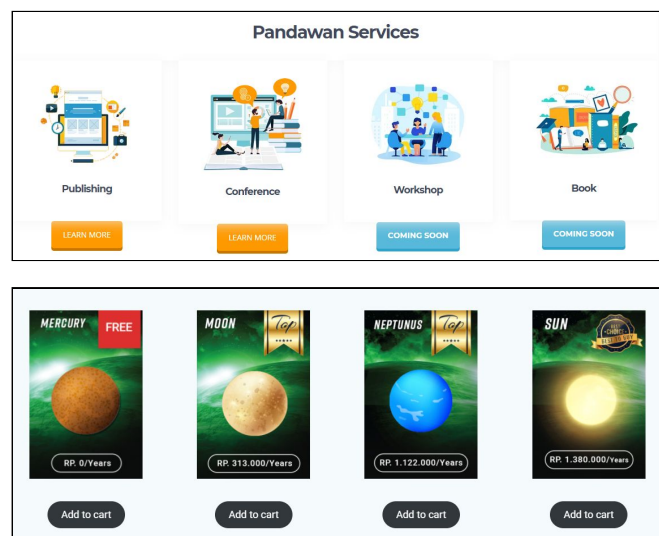 Pandawan Services
Publishing
Conference
Workshop
Book
LEARN MORE
LEARN MORE
COMING SOON
COMING SOON
MERCURY
FREE
MOON
Top
NEPTUNUS
Top
SUN
BEST
CHOICE
RP. 0/Years
RP. 313.000/Years
RP. 1.122.000/Years
RP. 1.380.000/Years
Add to cart
Add to cart
Add to cart
Add to cart